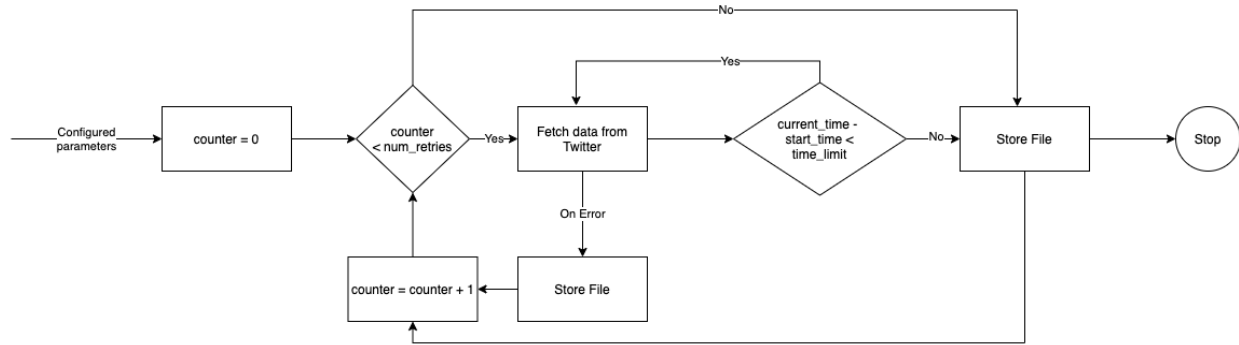 No
Yes
Configured
parameters
counter = 0
counter
< num_retries
Yes
Fetch data from
Twitter
current_time -
start_time <
time_limit
No
Store File
Stop
On Error
counter = counter + 1
Store File